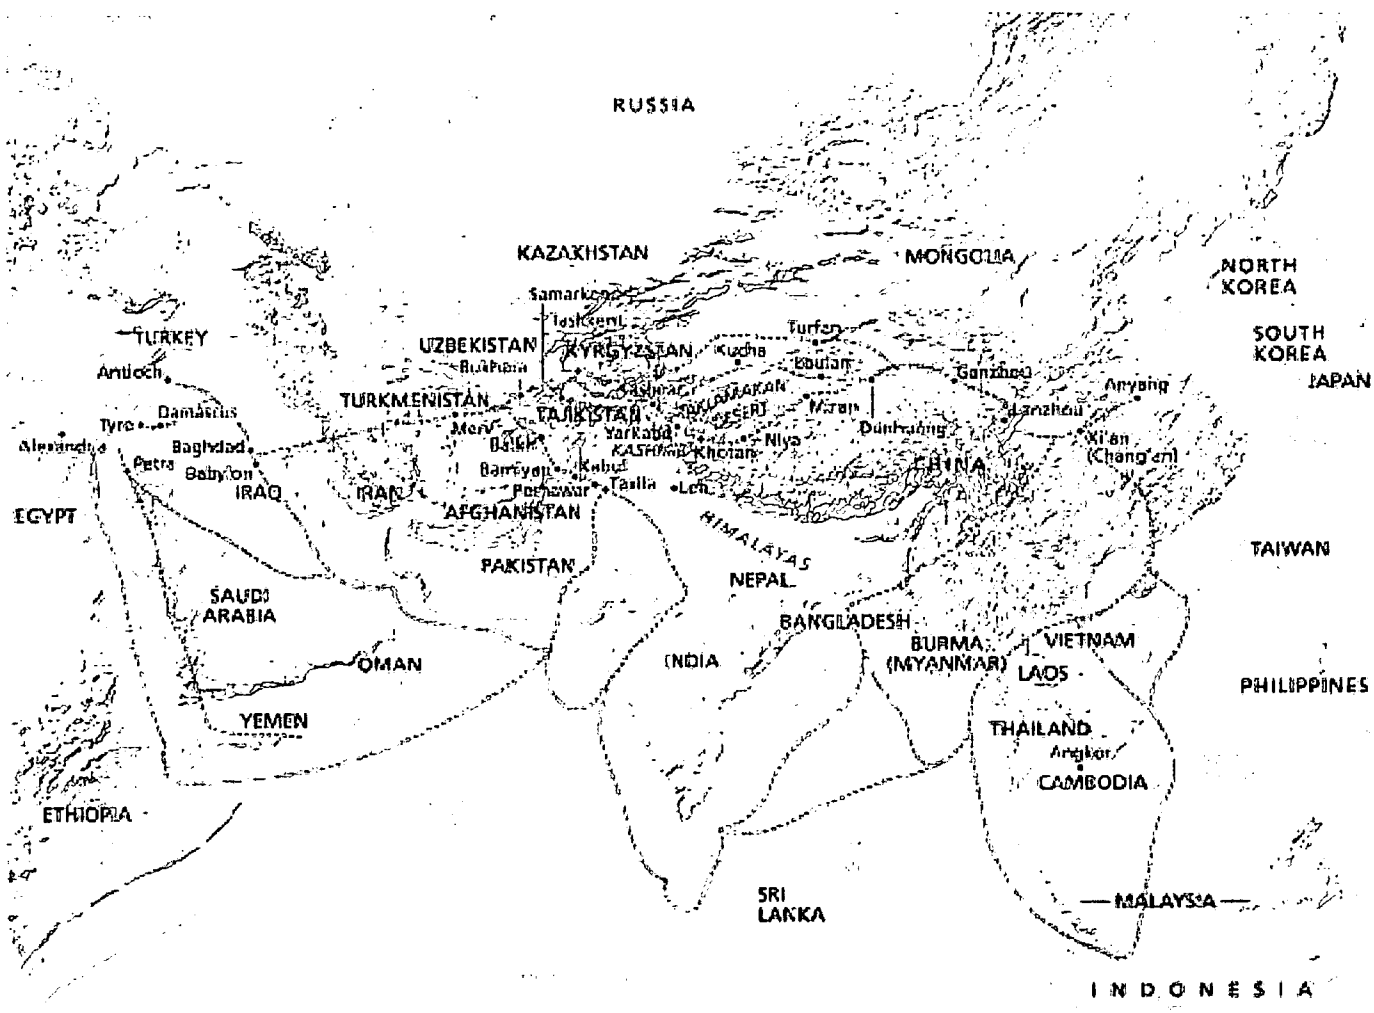 RUSSIA
KAZAKHSTAN
MONGOLIA
NORTH
KOREA
Tashkent
TURKEY
UZBEKISTAN
KYRGYZSTAN
Turfan
SOUTH
KOREA
Kucha
Loulan
Antioch
Ganzhou
JAPAN
Anyang
TURKMENISTAN
TAKLAMAKAN
DESERT
Damascus
TAJIKISTAN
Miran
Lanzhou
Tyre
Merv
Yarkand
Dunhuang
Alexandria
Baghdad
Balkh
KASHMIR
Khotan
Niya
Xi'an
(Chang'an)
Petra
Babylon
Bamiyan
Kabul
CHINA
IRAQ
IRAN
Peshawar
Taxila
Leh
EGYPT
AFGHANISTAN
HIMALAYAS
TAIWAN
PAKISTAN
NEPAL
SAUDI
ARABIA
BANGLADESH
BURMA
(MYANMAR)
VIETNAM
OMAN
INDIA
LAOS
PHILIPPINES
YEMEN
THAILAND
Angkor
CAMBODIA
ETHIOPIA
SRI
LANKA
MALAYSIA
INDONESIA